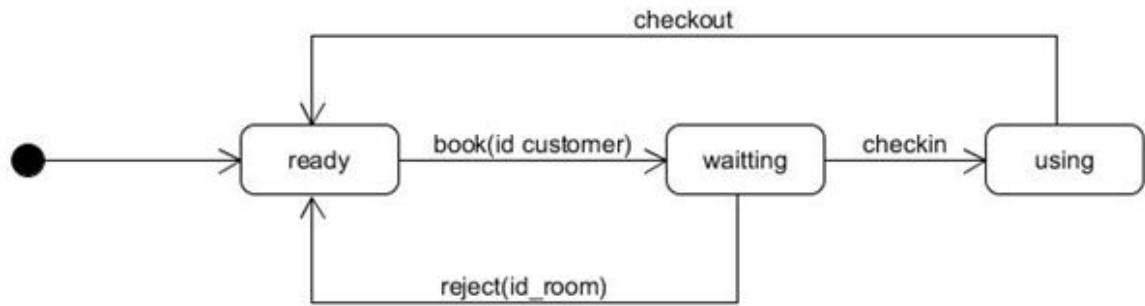 checkout
ready
book(id customer)
waitting
checkin
using
reject(id_room)